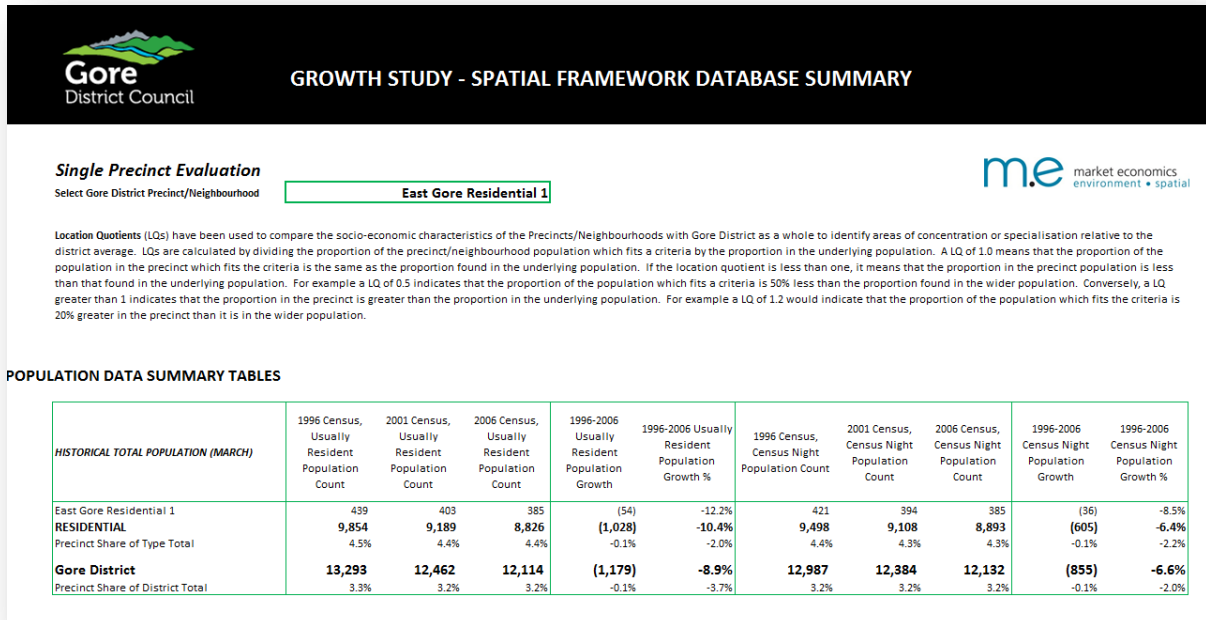 Gore
District Council
GROWTH STUDY - SPATIAL FRAMEWORK DATABASE SUMMARY
Single Precinct Evaluation
Select Gore District Precinct/Neighbourhood
East Gore Residential 1
m.e market economics
environment • spatial
Location Quotients (LQs) have been used to compare the socio-economic characteristics of the Precincts/Neighbourhoods with Gore District as a whole to identify areas of concentration or specialisation relative to the
district average. LQs are calculated by dividing the proportion of the precinct/neighbourhood population which fits a criteria by the proportion in the underlying population. A LQ of 1.0 means that the proportion of the
population in the precinct which fits the criteria is the same as the proportion found in the underlying population. If the location quotient is less than one, it means that the proportion in the precinct population is less
than that found in the underlying population. For example a LQ of 0.5 indicates that the proportion of the population which fits a criteria is 50% less than the proportion found in the wider population. Conversely, a LQ
greater than 1 indicates that the proportion in the precinct is greater than the proportion in the underlying population. For example a LQ of 1.2 would indicate that the proportion of the population which fits the criteria is
20% greater in the precinct than it is in the wider population.
POPULATION DATA SUMMARY TABLES
HISTORICAL TOTAL POPULATION (MARCH)
1996 Census,
Usually
Resident
Population
Count
2001 Census,
Usually
Resident
Population
Count
2006 Census,
Usually
Resident
Population
Count
1996-2006
Usually
Resident
Population
Growth
1996-2006 Usually
Resident
Population
Growth %
1996 Census,
Census Night
Population Count
2001 Census,
Census Night
Population
Count
2006 Census,
Census Night
Population
Count
1996-2006
Census Night
Population
Growth
1996-2006
Census Night
Population
Growth %
East Gore Residential 1 439 403 385 (54) -12.2% 421 394 385 (36) -8.5%
RESIDENTIAL 9,854 9,189 8,826 (1,028) -10.4% 9,498 9,108 8,893 (605) -6.4%
Precinct Share of Type Total 4.5% 4.4% 4.4% -0.1% -2.0% 4.4% 4.3% 4.3% -0.1% -2.2%
Gore District 13,293 12,462 12,114 (1,179) -8.9% 12,987 12,384 12,132 (855) -6.6%
Precinct Share of District Total 3.3% 3.2% 3.2% -0.1% -3.7% 3.2% 3.2% 3.2% -0.1% -2.0%